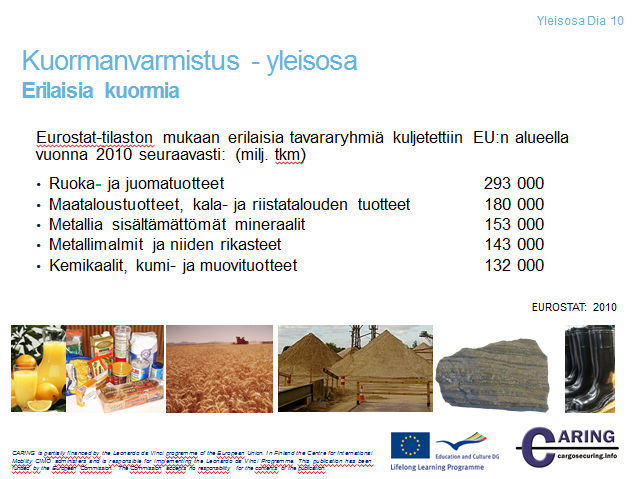 Yleisosa Dia 10
Kuormanvarmistus - yleisosa
Erilaisia kuormia
Eurostat-tilaston mukaan erilaisia tavararyhmiä kuljetettiin EU:n alueella
vuonna 2010 seuraavasti: (milj. tkm)
• Ruoka- ja juomatuotteet 293 000
• Maataloustuotteet, kala- ja riistatalouden tuotteet 180 000
• Metallia sisältämättömät mineraalit 153 000
• Metallimalmit ja niiden rikasteet 143 000
• Kemikaalit, kumi- ja muovituotteet 132 000
EUROSTAT: 2010
CARING is partially financed by the Leonardo da Vinci programme of the European Union. In Finland the Centre for International
Mobility CIMO administers and is responsible for implementing the Leonardo da Vinci Programme. This publication has been
funded by the European Commission. The Commission accepts no responsibility for the contents of the publication.
Education and Culture DG
Lifelong Learning Programme
CARING
cargosecuring.info